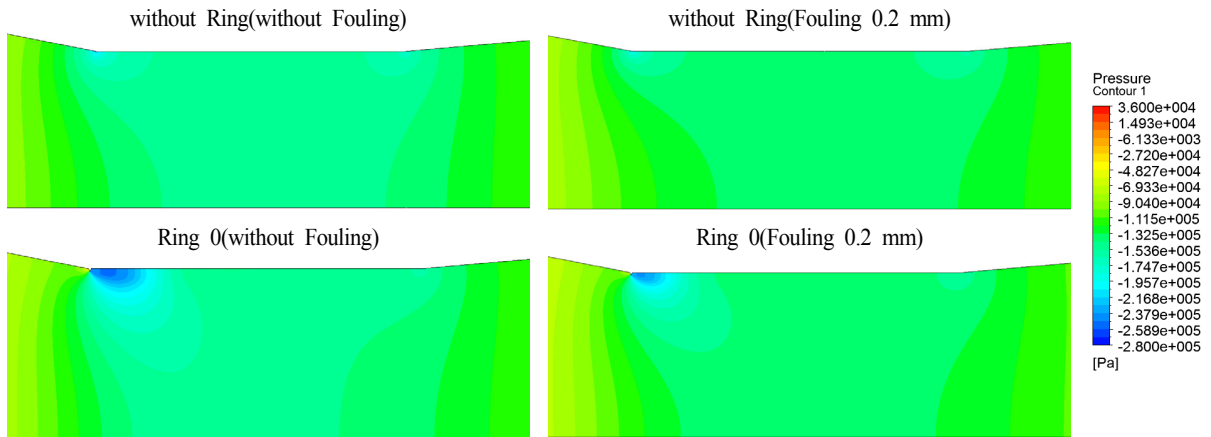 without Ring(without Fouling)
without Ring(Fouling 0.2 mm)
Ring 0(without Fouling)
Ring 0(Fouling 0.2 mm)
Pressure
Contour 1
3.600e+004
1.493e+004
-6.133e+003
-2.720e+004
-4.827e+004
-6.933e+004
-9.040e+004
-1.115e+005
-1.325e+005
-1.536e+005
-1.747e+005
-1.957e+005
-2.168e+005
-2.379e+005
-2.589e+005
-2.800e+005
[Pa]